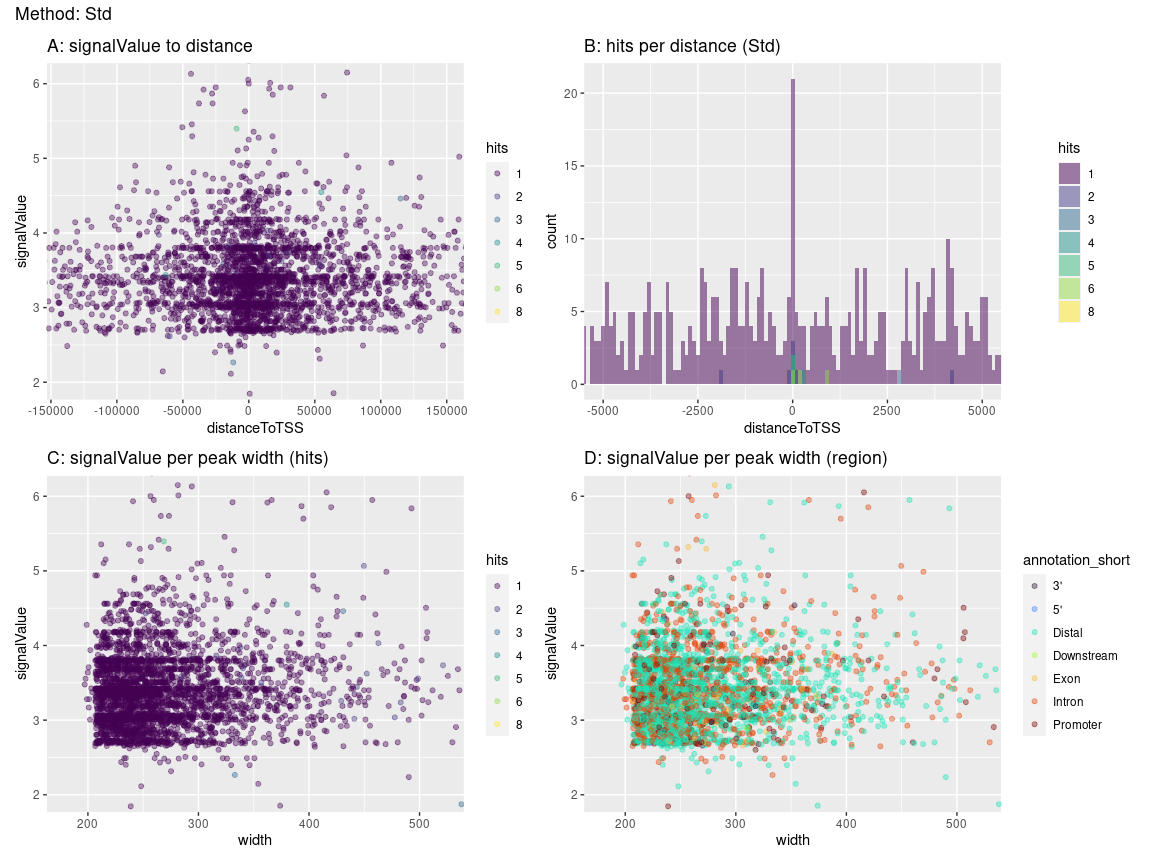 Method: Std
A: signalValue to distance
signalValue
6
5
4
3
2
-150000 -100000 -50000 0 50000 100000 150000
distanceToTSS
hits
1
2
3
4
5
6
8
B: hits per distance (Std)
count
20
15
10
5
0
-5000 -2500 0 2500 5000
distanceToTSS
hits
1
2
3
4
5
6
8
C: signalValue per peak width (hits)
signalValue
6
5
4
3
2
200 300 400 500
width
hits
1
2
3
4
5
6
8
D: signalValue per peak width (region)
signalValue
6
5
4
3
2
200 300 400 500
width
annotation_short
3'
5'
Distal
Downstream
Exon
Intron
Promoter